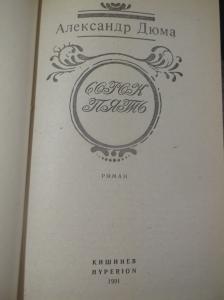 Александр Дюма
СОРОК
ПЯТЬ
РОМАН
КИШИНЕВ
HYPERION
1991